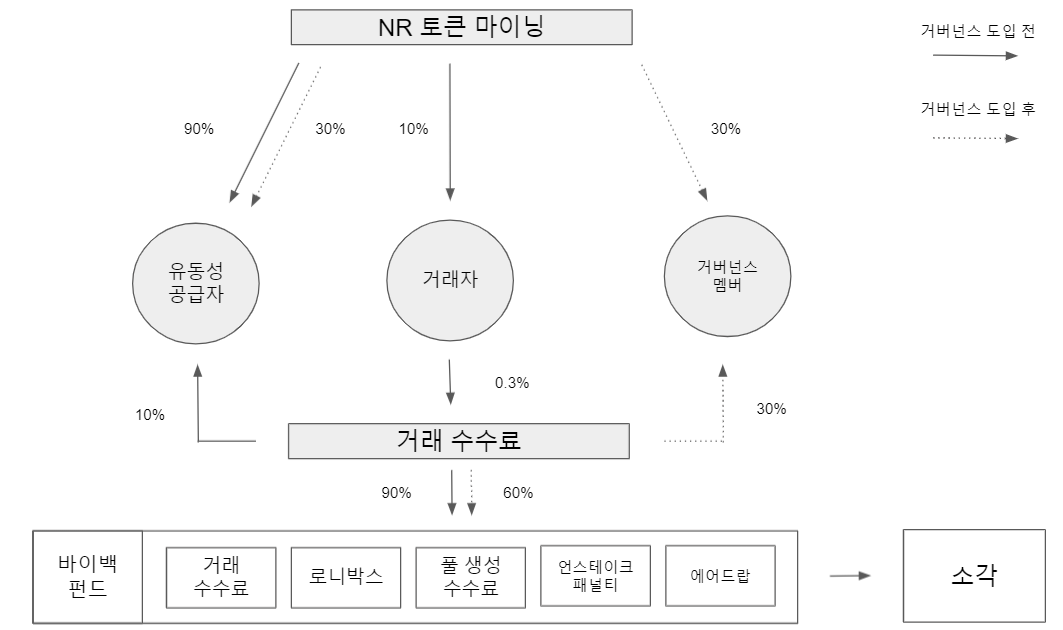 NR 토큰 마이닝
거버넌스 도입 전
거버넌스 도입 후
90%
30%
10%
30%
유동성
공급자
거래자
거버넌스
멤버
0.3%
10%
30%
거래 수수료
90%
60%
바이백
펀드
거래
수수료
로니박스
풀 생성
수수료
언스테이크
패널티
에어드랍
소각